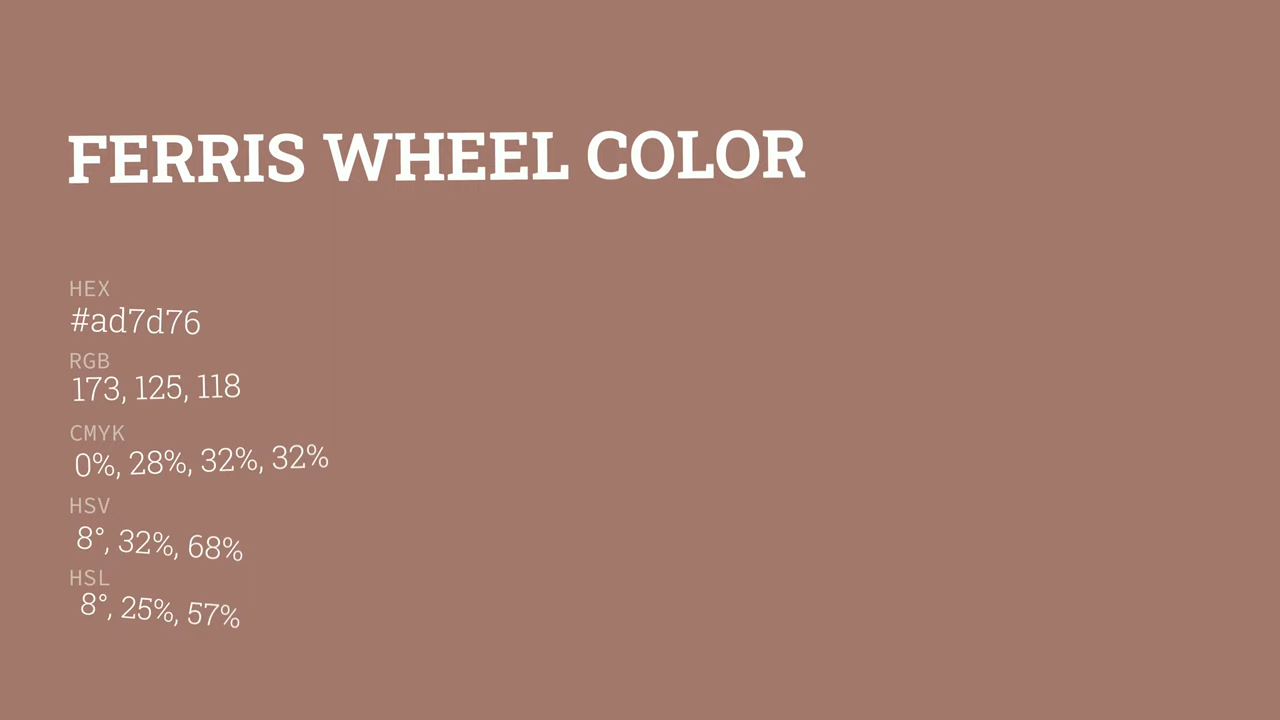 FERRIS WHEEL COLOR
HEX
#ad7d76
RGB
173, 125, 118
CMYK
0%, 28%, 32%, 32%
HSV
8°, 32%, 68%
HSL
8°, 25%, 57%